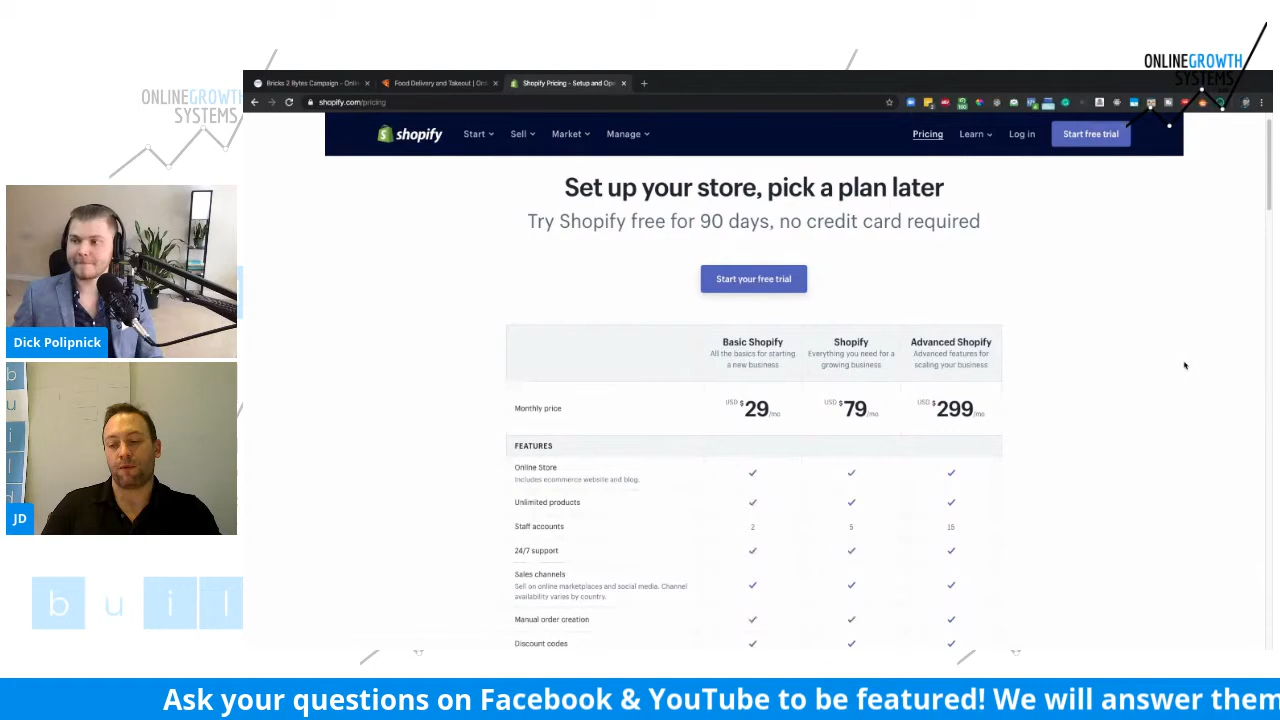 ONLINEGROWTH
SYSTEMS
ONLINEGROWTH
SYSTEMS
Bricks 2 Bytes Campaign - Onlin
Food Delivery and Takeout | Ord
Shopify Pricing - Setup and Ope
shopify.com/pricing
shopify
Start
Sell
Market
Manage
Pricing
Learn
Log in
Start free trial
Set up your store, pick a plan later
Try Shopify free for 90 days, no credit card required
Start your free trial
Basic Shopify
All the basics for starting
a new business
Shopify
Everything you need for a
growing business
Advanced Shopify
Advanced features for
scaling your business
Monthly price
USD $29/mo
USD $79/mo
USD $299/mo
FEATURES
Online Store
Includes ecommerce website and blog.
Unlimited products
Staff accounts
2
5
15
24/7 support
Sales channels
Sell on online marketplaces and social media. Channel
availability varies by country.
Manual order creation
Discount codes
Dick Polipnick
b
u
i
l
d
JD
b u i l
Ask your questions on Facebook & YouTube to be featured! We will answer them